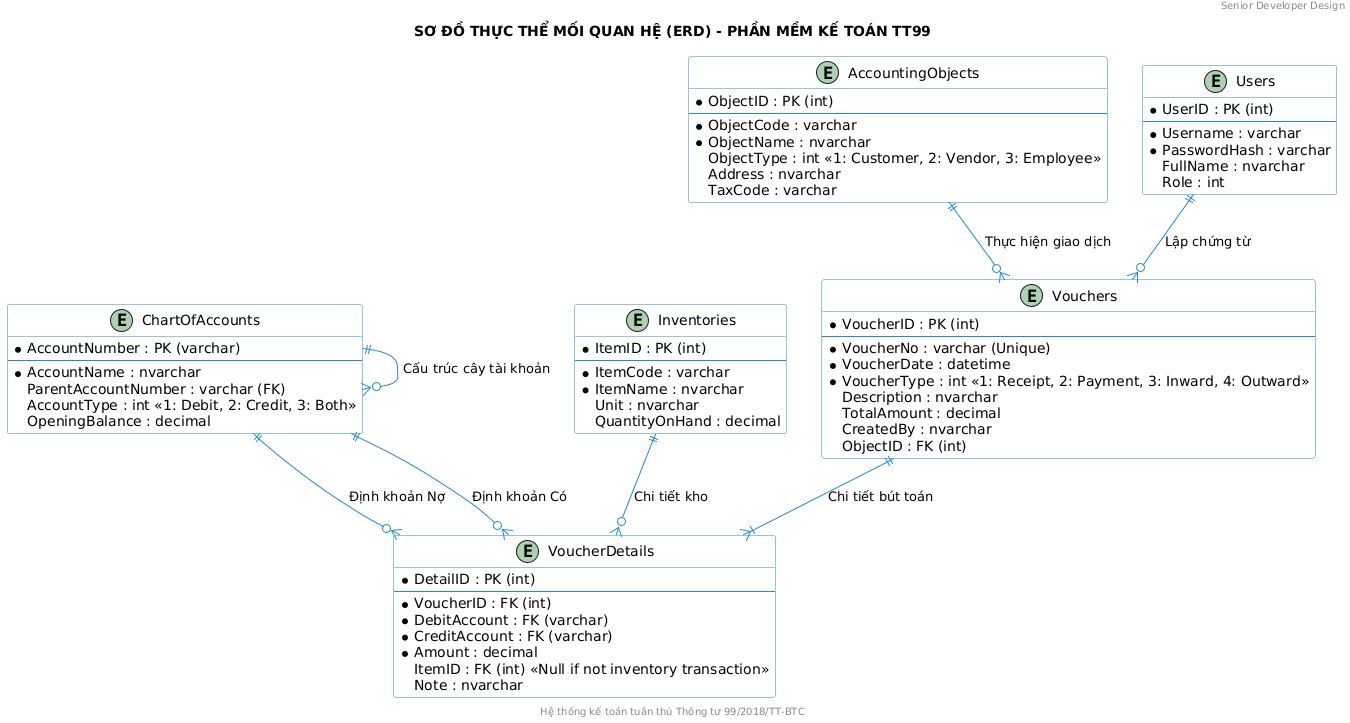 Senior Developer Design
SƠ ĐỒ THỰC THỂ MỐI QUAN HỆ (ERD) - PHẦN MỀM KẾ TOÁN TT99
E AccountingObjects
ObjectID : PK (int)
ObjectCode : varchar
ObjectName : nvarchar
ObjectType : int «1: Customer, 2: Vendor, 3: Employee»
Address : nvarchar
TaxCode : varchar
E Users
UserID : PK (int)
Username : varchar
PasswordHash : varchar
FullName : nvarchar
Role : int
Thực hiện giao dịch
Lập chứng từ
E ChartOfAccounts
AccountNumber : PK (varchar)
AccountName : nvarchar
ParentAccountNumber : varchar (FK)
AccountType : int «1: Debit, 2: Credit, 3: Both»
OpeningBalance : decimal
Cấu trúc cây tài khoản
E Inventories
ItemID : PK (int)
ItemCode : varchar
ItemName : nvarchar
Unit : nvarchar
QuantityOnHand : decimal
E Vouchers
VoucherID : PK (int)
VoucherNo : varchar (Unique)
VoucherDate : datetime
VoucherType : int «1: Receipt, 2: Payment, 3: Inward, 4: Outward»
Description : nvarchar
TotalAmount : decimal
CreatedBy : nvarchar
ObjectID : FK (int)
Định khoản Nợ
Định khoản Có
Chi tiết kho
Chi tiết bút toán
E VoucherDetails
DetailID : PK (int)
VoucherID : FK (int)
DebitAccount : FK (varchar)
CreditAccount : FK (varchar)
Amount : decimal
ItemID : FK (int) «Null if not inventory transaction»
Note : nvarchar
Hệ thống kế toán tuân thủ Thông tư 99/2018/TT-BTC